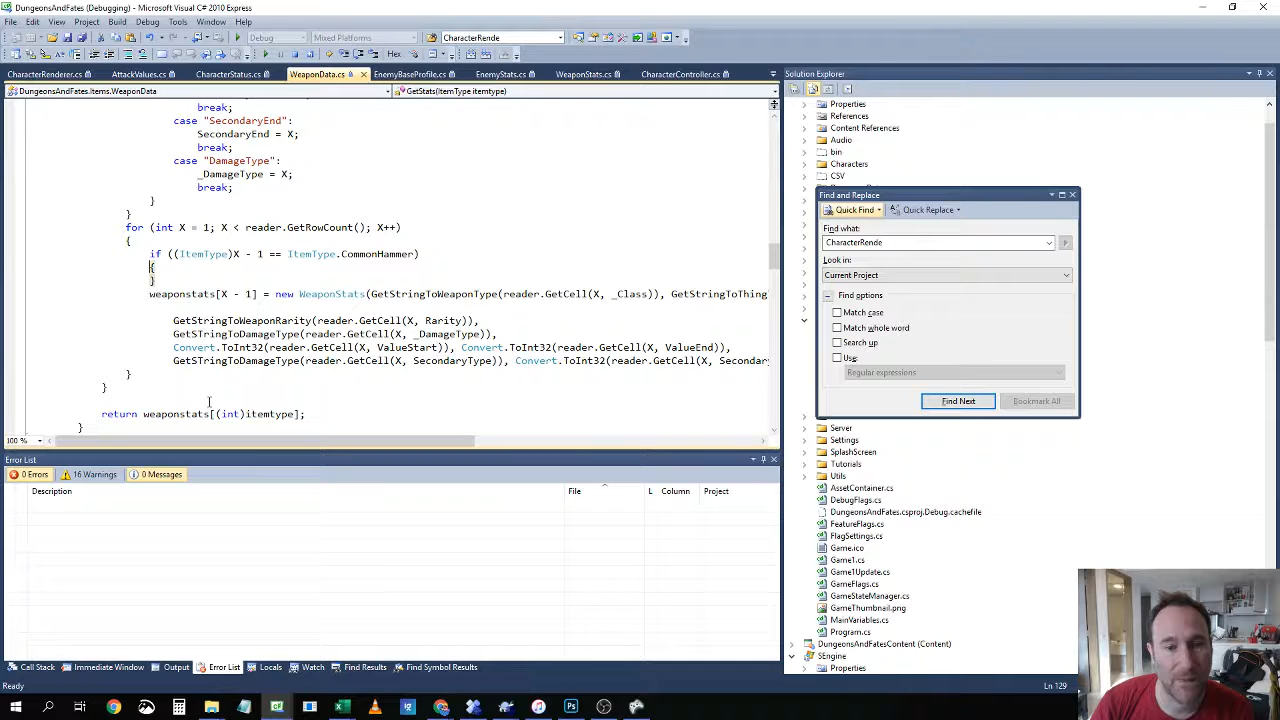 DungeonsAndFates (Debugging) - Microsoft Visual C# 2010 Express
File Edit View Project Build Debug Tools Window Help
Debug Mixed Platforms CharacterRende
Hex
CharacterRenderer.cs AttackValues.cs CharacterStatus.cs WeaponData.cs EnemyBaseProfile.cs EnemyStats.cs WeaponStats.cs CharacterController.cs
DungeonsAndFates.Items.WeaponData GetStats(ItemType itemtype)
break;
case "SecondaryEnd":
SecondaryEnd = X;
break;
case "DamageType":
_DamageType = X;
break;
}
}
for (int X = 1; X < reader.GetRowCount(); X++)
{
if ((ItemType)X - 1 == ItemType.CommonHammer)
{
}
weaponstats[X - 1] = new WeaponStats(GetStringToWeaponType(reader.GetCell(X, _Class)), GetStringToThing
GetStringToWeaponRarity(reader.GetCell(X, Rarity)),
GetSTringToDamageType(reader.GetCell(X, _DamageType)),
Convert.ToInt32(reader.GetCell(X, ValueStart)), Convert.ToInt32(reader.GetCell(X, ValueEnd)),
GetSTringToDamageType(reader.GetCell(X, SecondaryType)), Convert.ToInt32(reader.GetCell(X, Secondary
}
}
return weaponstats[(int)itemtype];
}
100 %
Error List
0 Errors 16 Warnings 0 Messages
Description File L Column Project
Call Stack Immediate Window Output Error List Locals Watch Find Results Find Symbol Results
Ready Ln 129
Solution Explorer
Properties
References
Content References
Audio
bin
Characters
CSV
Find and Replace
Quick Find Quick Replace
Find what:
CharacterRende
Look in:
Current Project
Find options
Match case
Match whole word
Search up
Use:
Regular expressions
Find Next Bookmark All
Server
Settings
SplashScreen
Tutorials
Utils
AssetContainer.cs
DebugFlags.cs
DungeonsAndFates.csproj.Debug.cachefile
FeatureFlags.cs
FlagSettings.cs
Game.ico
Game1.cs
Game1Update.cs
GameFlags.cs
GameStateManager.cs
GameThumbnail.png
MainVariables.cs
Program.cs
DungeonsAndFatesContent (Content)
SEngine
Properties